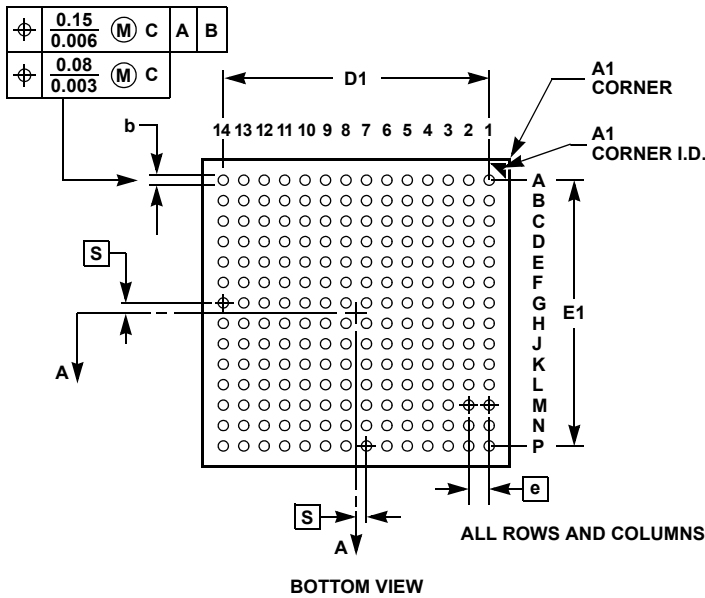 ⌖ 0.15 Ⓜ C A B
0.006
⌖ 0.08 Ⓜ C
0.003
D1
A1
CORNER
b
14 13 12 11 10 9 8 7 6 5 4 3 2 1
A1
CORNER I.D.
A
B
C
D
E
F
G
H
J
K
L
M
N
P
S
E1
A
e
S
A
ALL ROWS AND COLUMNS
BOTTOM VIEW